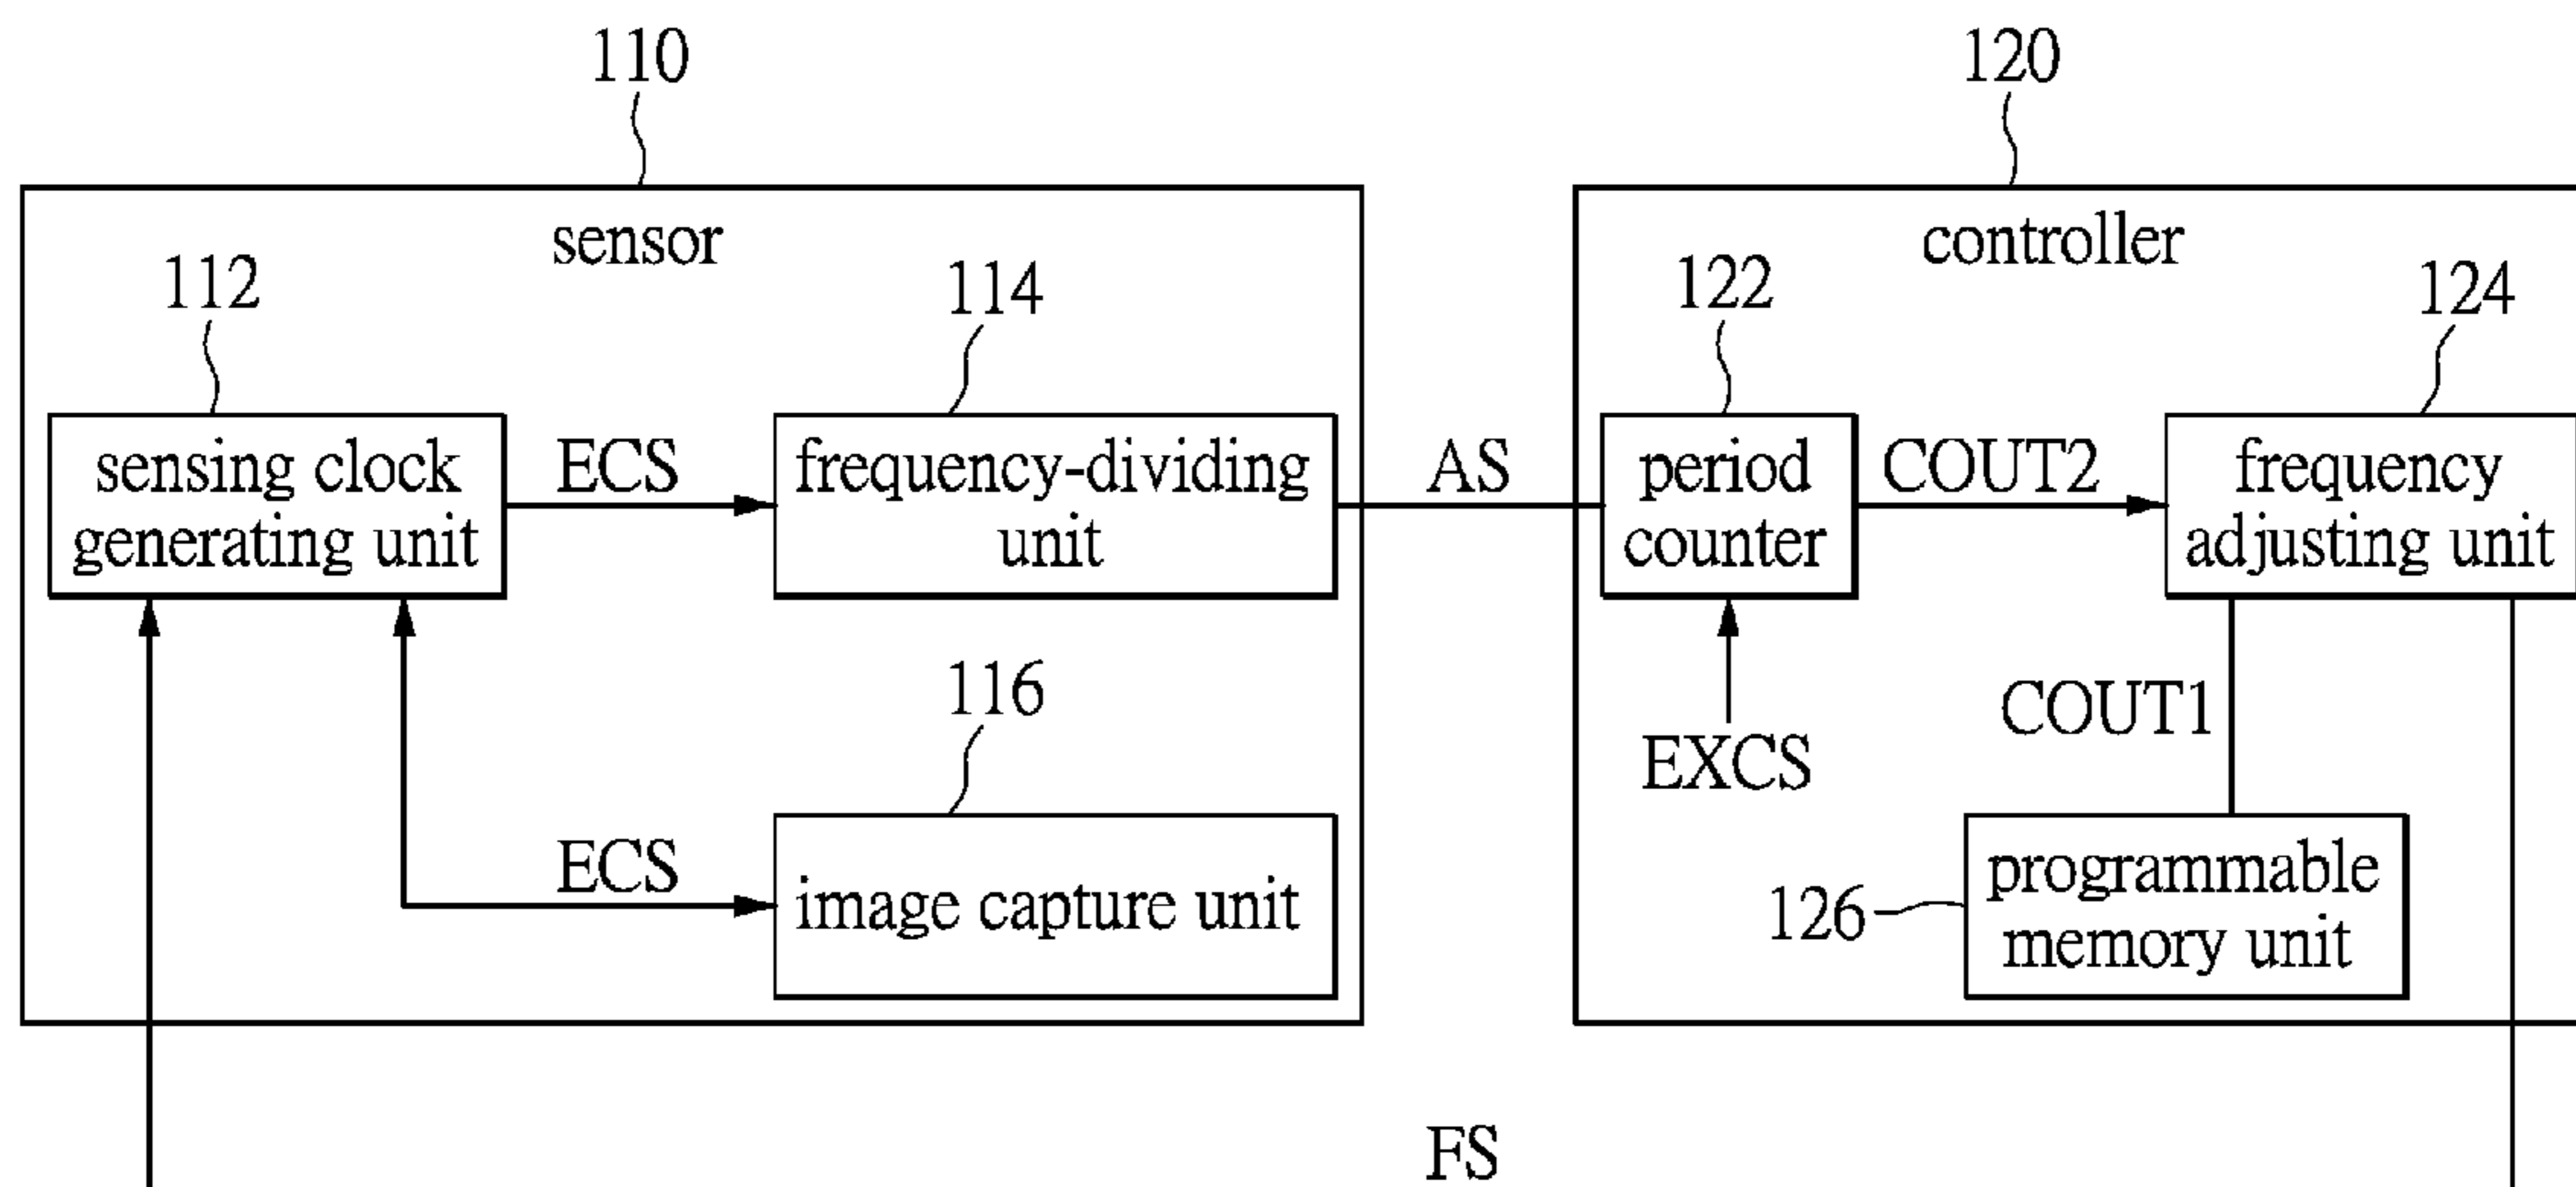 110
120
sensor
controller
112
114
122
124
sensing clock
generating unit
ECS
frequency-dividing
unit
AS
period
counter
COUT2
frequency
adjusting unit
116
COUT1
EXCS
ECS
image capture unit
126
programmable
memory unit
FS